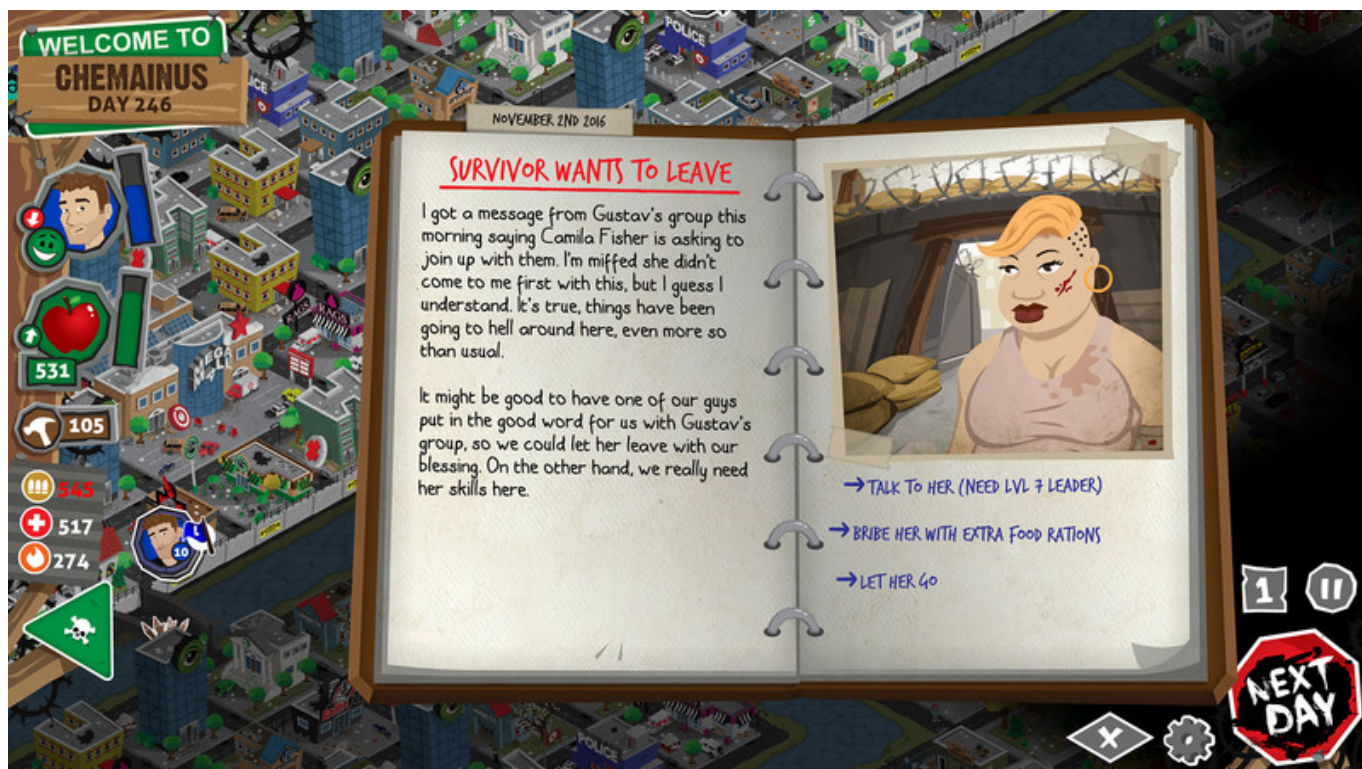 WELCOME TO
CHEMAINUS
DAY 246
POLICE
NOVEMBER 2ND 2016
SURVIVOR WANTS TO LEAVE
I got a message from Gustav's group this
morning saying Camila Fisher is asking to
join up with them. I'm miffed she didn't
come to me first with this, but I guess I
understand. It's true, things have been
going to hell around here, even more so
than usual.
It might be good to have one of our guys
put in the good word for us with Gustav's
group, so we could let her leave with our
blessing. On the other hand, we really need
her skills here.
→TALK TO HER (NEED LVL 7 LEADER)
→BRIBE HER WITH EXTRA FOOD RATIONS
→LET HER GO
RAGS
RAGS
MEGA
MALL
531
105
545
517
274
10
L
1
NEXT
DAY
POLICE